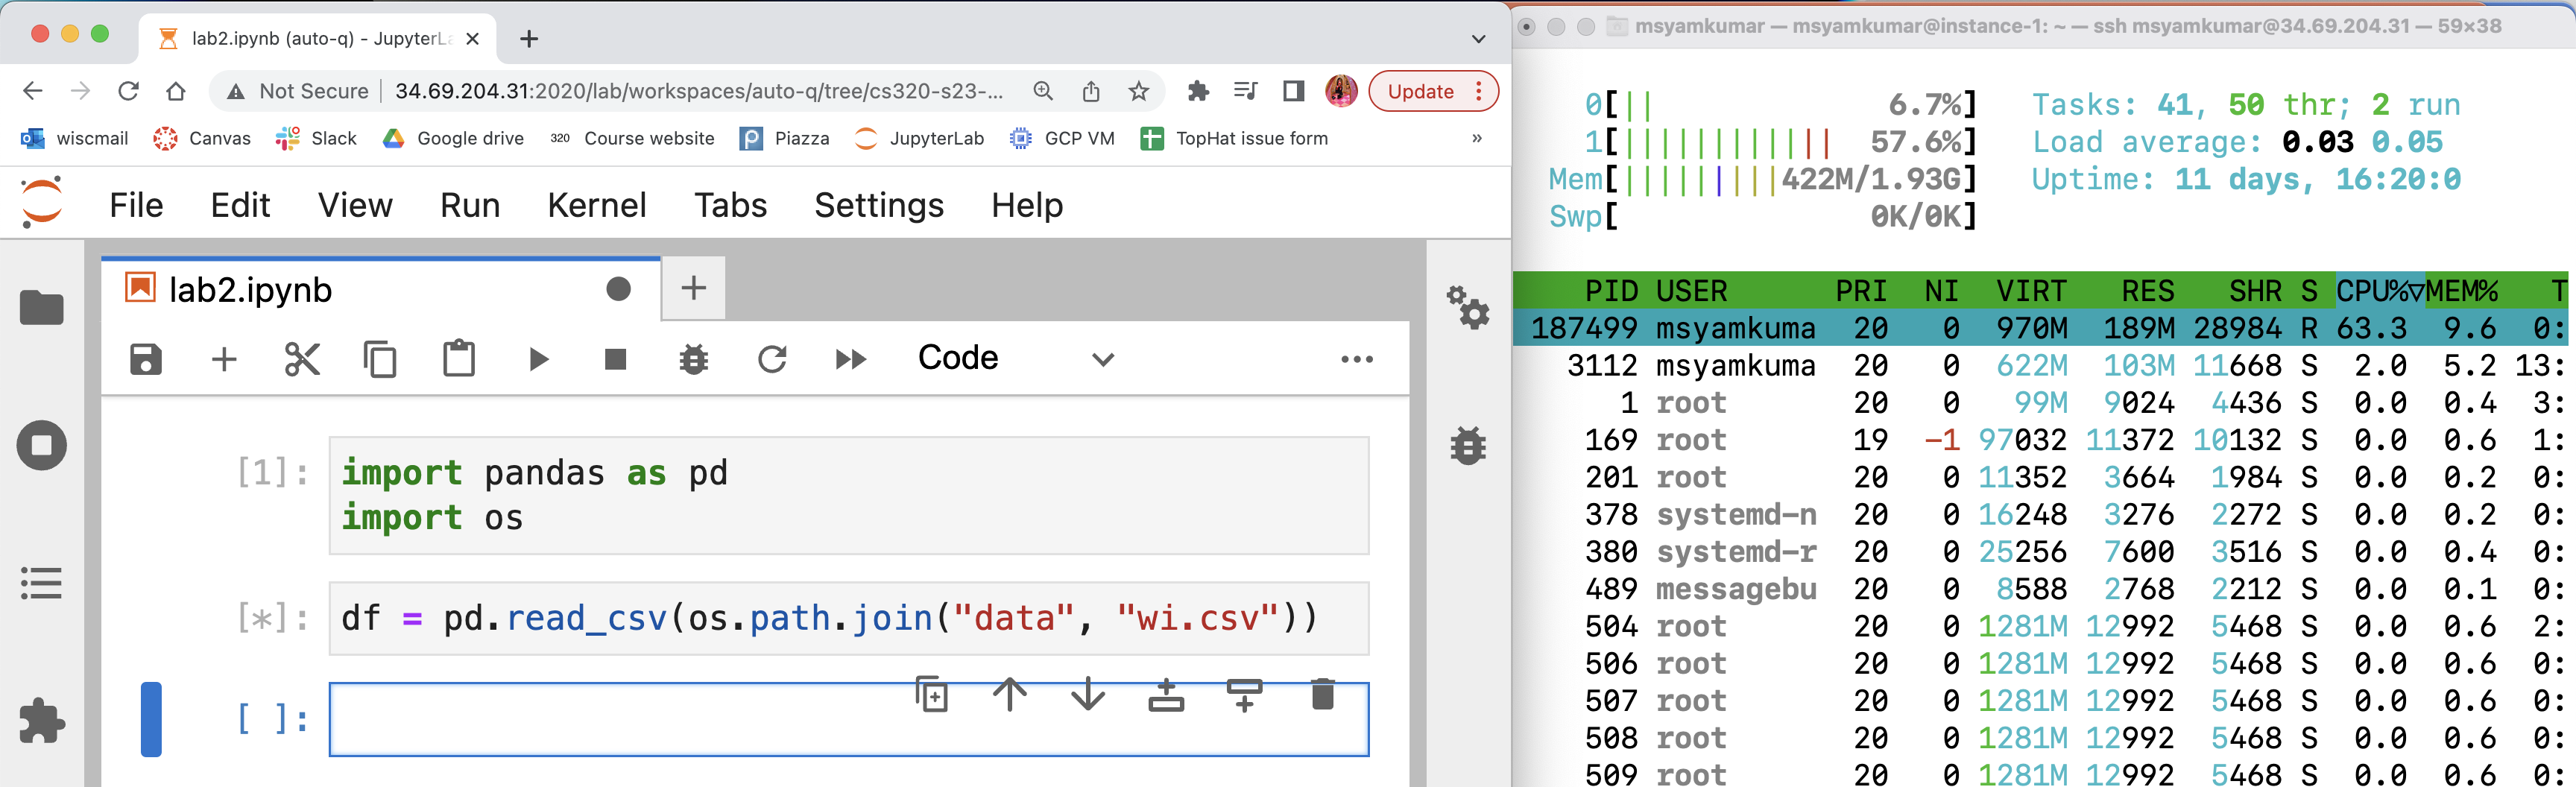 lab2.ipynb (auto-q) - JupyterLa
Not Secure 34.69.204.31:2020/lab/workspaces/auto-q/tree/cs320-s23-... Update
wiscmail Canvas Slack Google drive 320 Course website P Piazza JupyterLab GCP VM TopHat issue form »
File Edit View Run Kernel Tabs Settings Help
lab2.ipynb
Code
[1]: import pandas as pd
import os
[*]: df = pd.read_csv(os.path.join("data", "wi.csv"))
[ ]:
msyamkumar — msyamkumar@instance-1: ~ — ssh msyamkumar@34.69.204.31 — 59×38
0[|| 6.7%] Tasks: 41, 50 thr; 2 run
1[|||||||||||| 57.6%] Load average: 0.03 0.05
Mem[|||||||||422M/1.93G] Uptime: 11 days, 16:20:0
Swp[ 0K/0K]
PID USER PRI NI VIRT RES SHR S CPU%▽MEM% T
187499 msyamkuma 20 0 970M 189M 28984 R 63.3 9.6 0:
3112 msyamkuma 20 0 622M 103M 11668 S 2.0 5.2 13:
1 root 20 0 99M 9024 4436 S 0.0 0.4 3:
169 root 19 -1 97032 11372 10132 S 0.0 0.6 1:
201 root 20 0 11352 3664 1984 S 0.0 0.2 0:
378 systemd-n 20 0 16248 3276 2272 S 0.0 0.2 0:
380 systemd-r 20 0 25256 7600 3516 S 0.0 0.4 0:
489 messagebu 20 0 8588 2768 2212 S 0.0 0.1 0:
504 root 20 0 1281M 12992 5468 S 0.0 0.6 2:
506 root 20 0 1281M 12992 5468 S 0.0 0.6 0:
507 root 20 0 1281M 12992 5468 S 0.0 0.6 0:
508 root 20 0 1281M 12992 5468 S 0.0 0.6 0:
509 root 20 0 1281M 12992 5468 S 0.0 0.6 0: